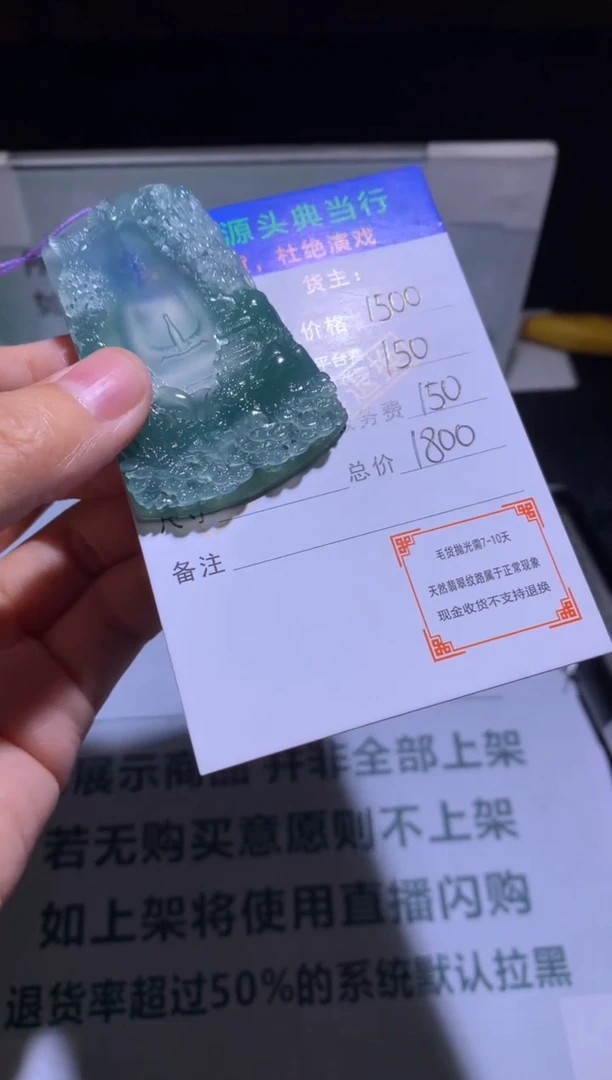 源头典当行
，杜绝演戏
货主：
价格 1500
平台费 150
务费 150
总价 1800
尺寸
备注
毛货抛光需7-10天
天然翡翠纹路属于正常现象
现金收货不支持退换
展示商品 并非全部上架
若无购买意愿则不上架
如上架将使用直播闪购
退货率超过50%的系统默认拉黑